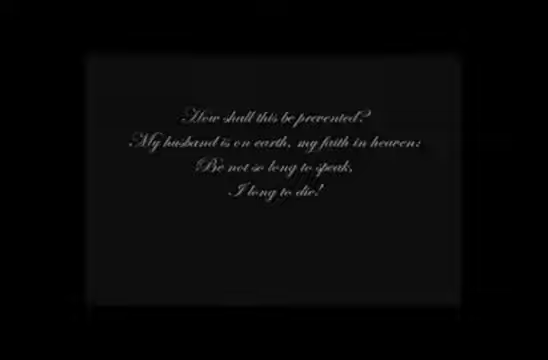 How shall this be prevented?
My husband is on earth, my faith in heaven:
Be not so long to speak,
I long to die!